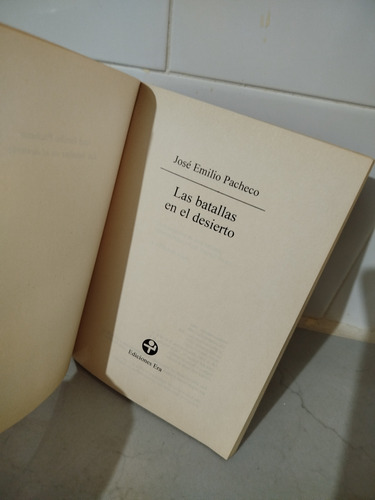 José Emilio Pacheco
Las batallas
en el desierto
Ediciones Era